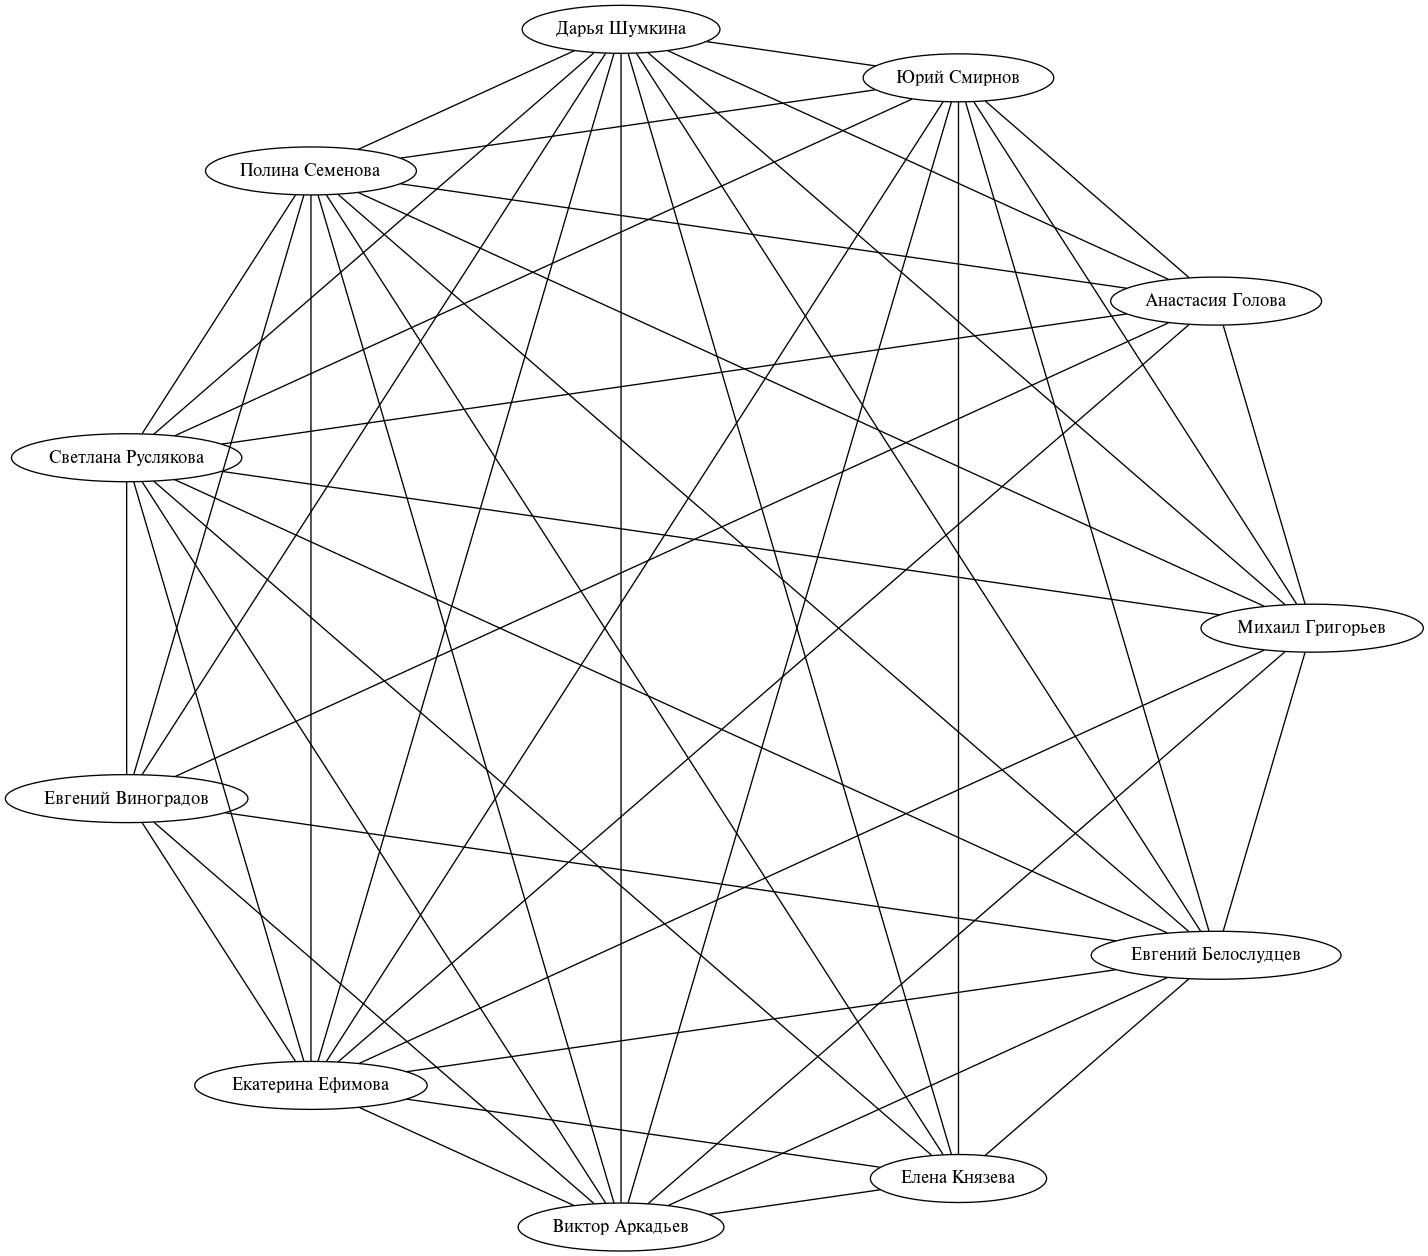 Дарья Шумкина
Юрий Смирнов
Полина Семенова
Анастасия Голова
Светлана Руслякова
Михаил Григорьев
Евгений Виноградов
Евгений Белослудцев
Екатерина Ефимова
Елена Князева
Виктор Аркадьев